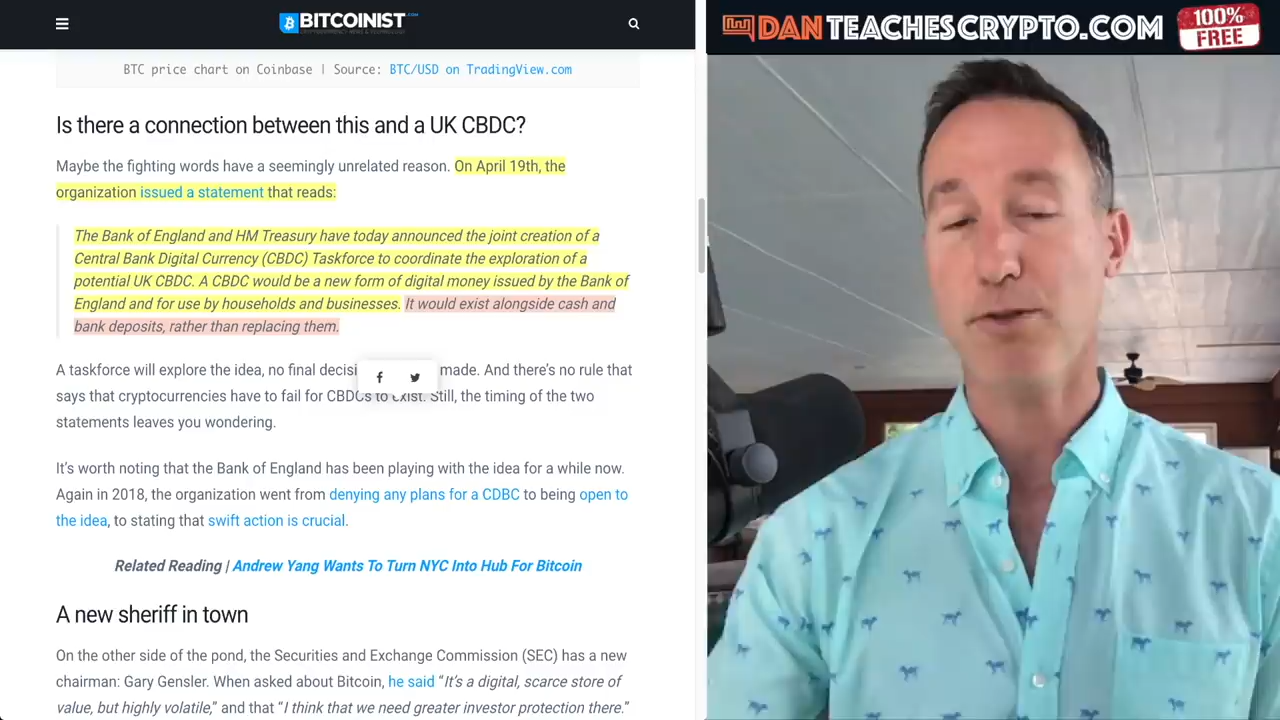 BITCOINIST.com
DANTEACHESCRYPTO.COM
100%
FREE
BTC price chart on Coinbase | Source: BTC/USD on TradingView.com
Is there a connection between this and a UK CBDC?
Maybe the fighting words have a seemingly unrelated reason. On April 19th, the
organization issued a statement that reads:
The Bank of England and HM Treasury have today announced the joint creation of a
Central Bank Digital Currency (CBDC) Taskforce to coordinate the exploration of a
potential UK CBDC. A CBDC would be a new form of digital money issued by the Bank of
England and for use by households and businesses. It would exist alongside cash and
bank deposits, rather than replacing them.
A taskforce will explore the idea, no final decisi made. And there's no rule that
says that cryptocurrencies have to fail for CBDCs to exist. Still, the timing of the two
statements leaves you wondering.
It's worth noting that the Bank of England has been playing with the idea for a while now.
Again in 2018, the organization went from denying any plans for a CDBC to being open to
the idea, to stating that swift action is crucial.
Related Reading | Andrew Yang Wants To Turn NYC Into Hub For Bitcoin
A new sheriff in town
On the other side of the pond, the Securities and Exchange Commission (SEC) has a new
chairman: Gary Gensler. When asked about Bitcoin, he said “It's a digital, scarce store of
value, but highly volatile,” and that “I think that we need greater investor protection there.”